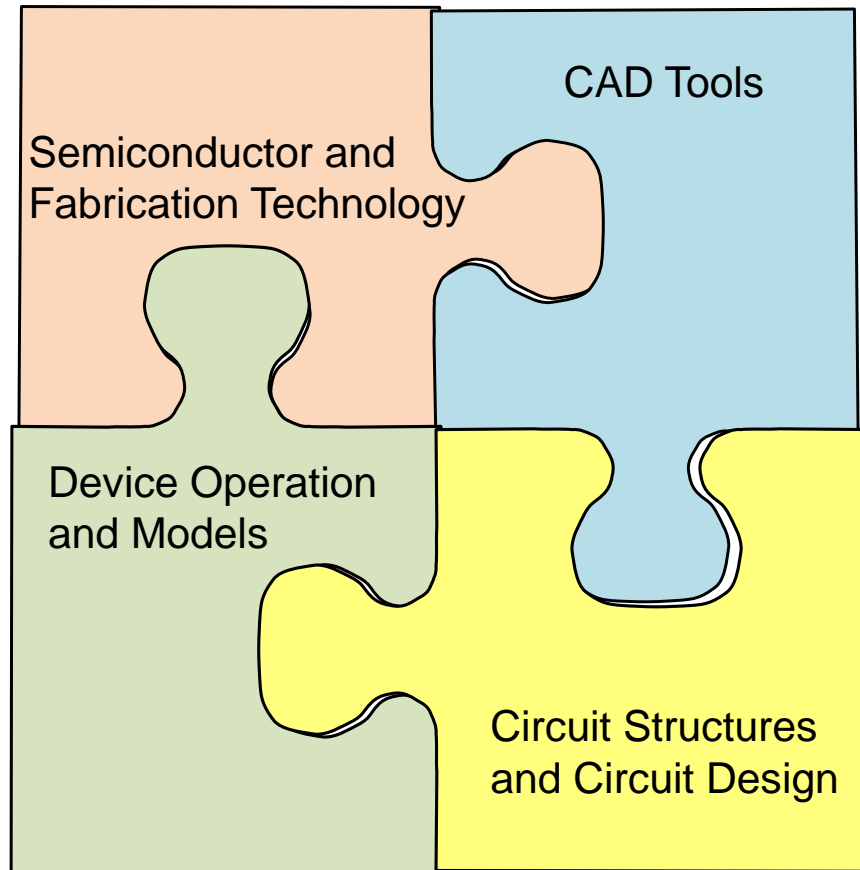 CAD Tools
Semiconductor and
Fabrication Technology
Device Operation
and Models
Circuit Structures
and Circuit Design